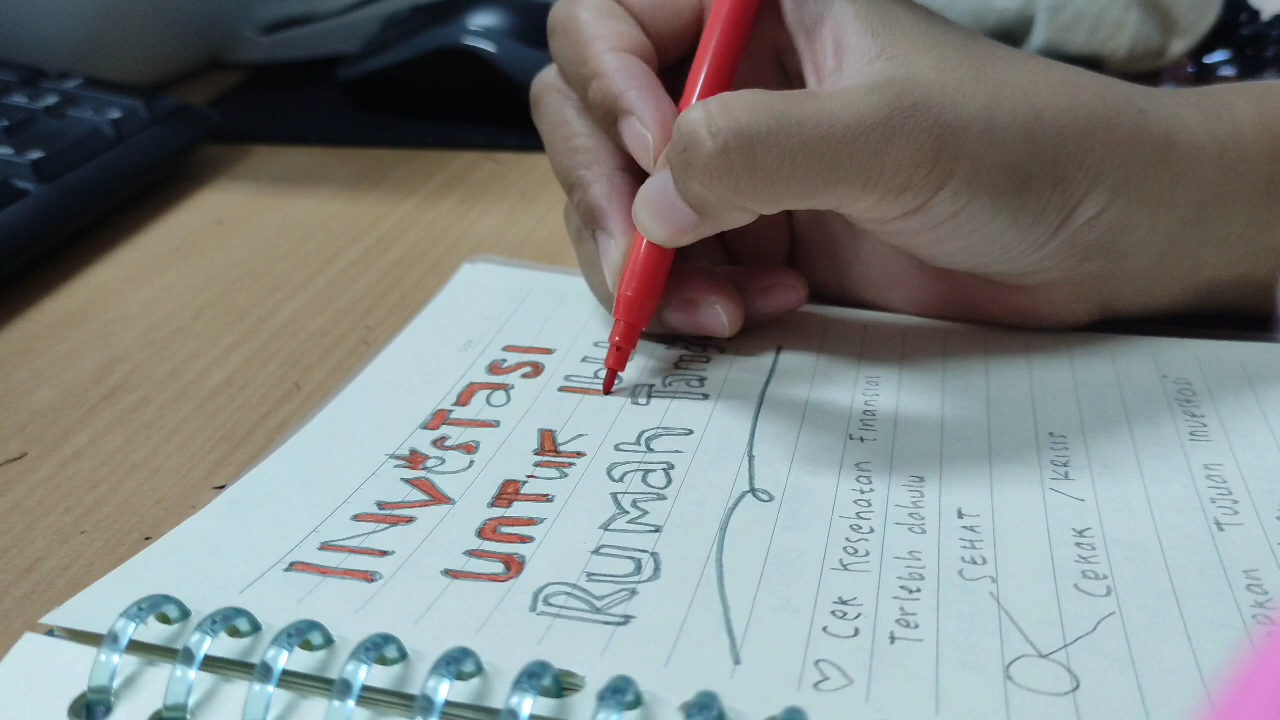 INvesTasi
unTuk Ibu
Rumah
Cek Kesehatan Finansial
Terlebih dahulu
SEHAT
CeKaK / KRISIS
Tujuan Investasi